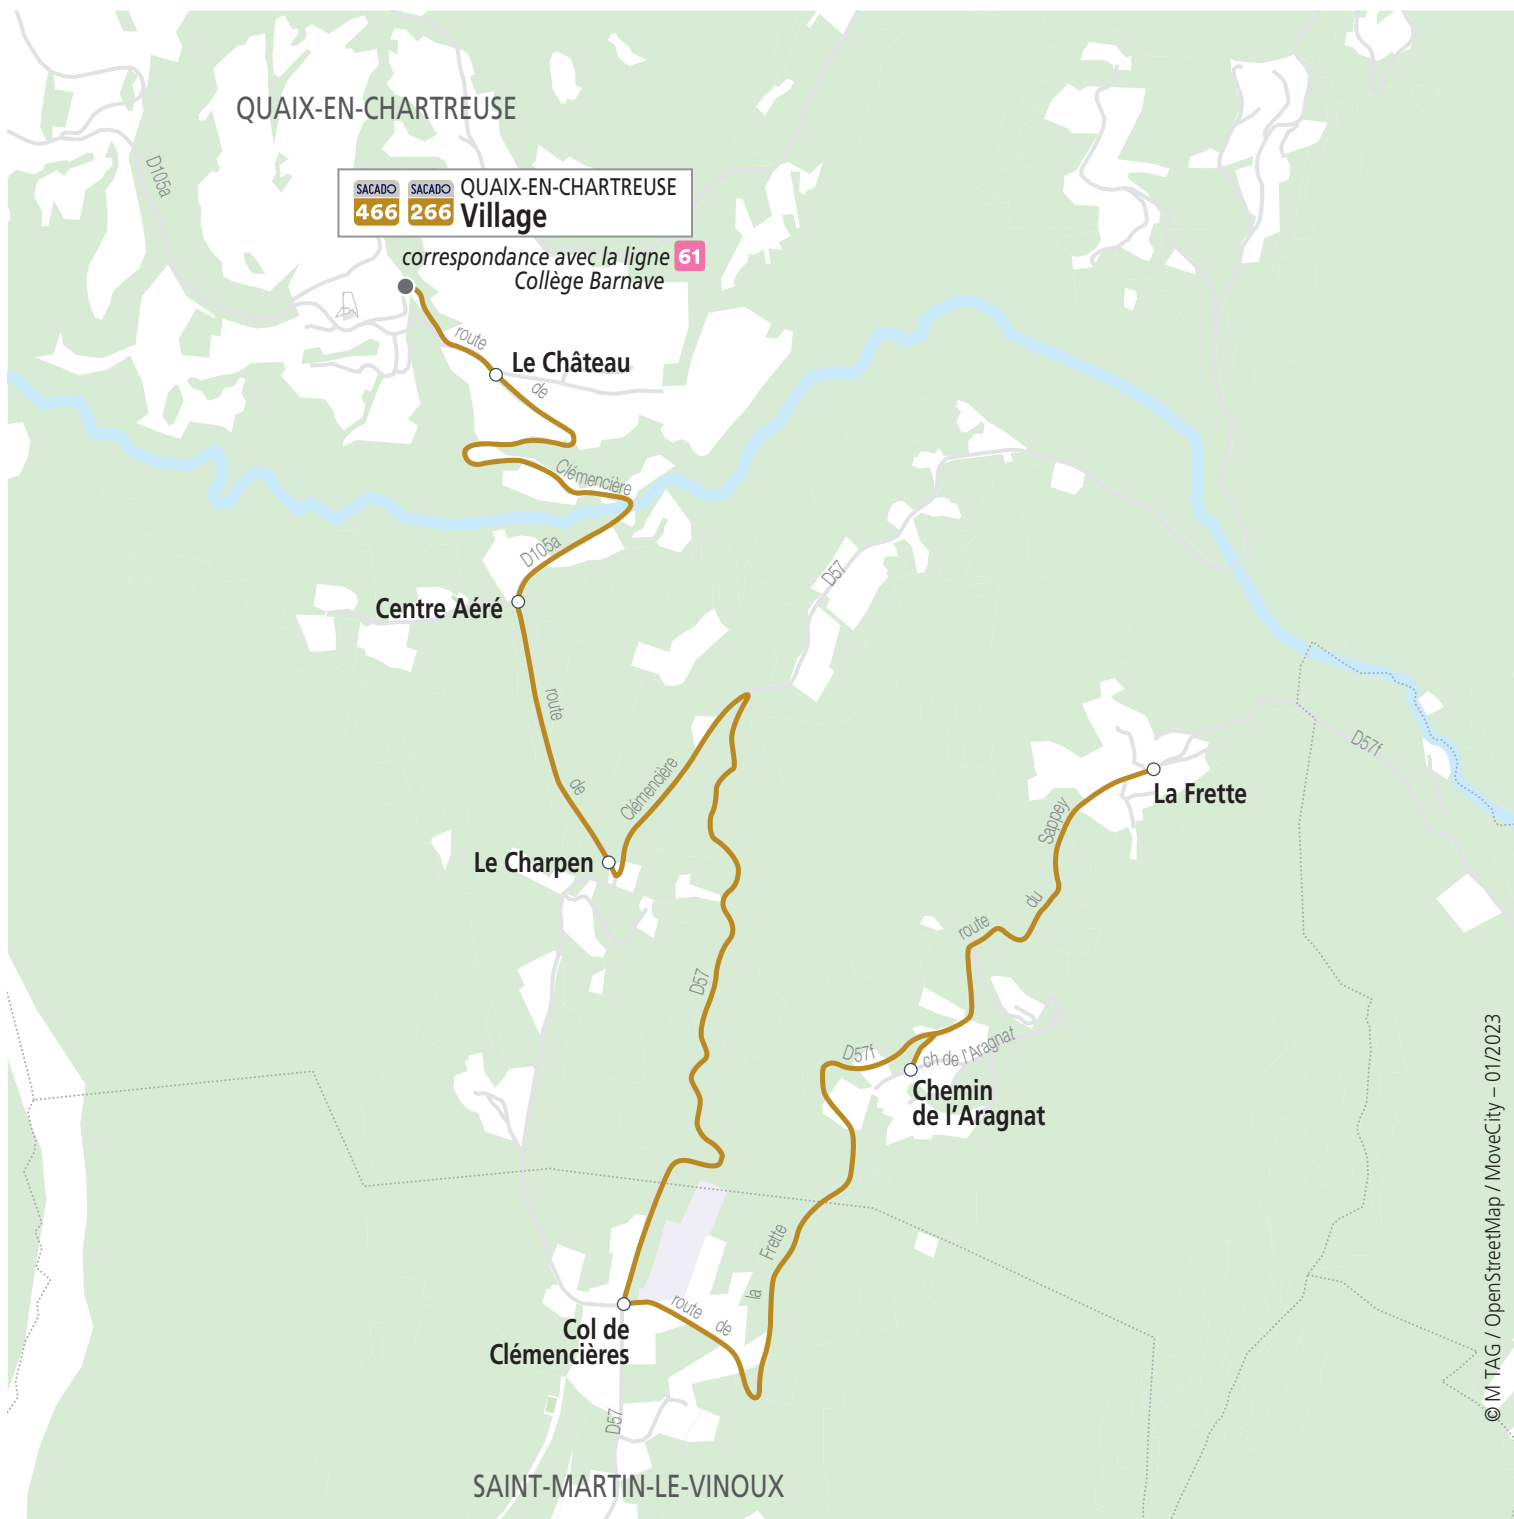 QUAIX-EN-CHARTREUSE
D105a
SACADO SACADO QUAIX-EN-CHARTREUSE
466 266 Village
correspondance avec la ligne 61
Collège Barnave
route
Le Château
de
Clémencière
D105a
D57
Centre Aéré
route
de
Clémencière
D57f
La Frette
Sappey
Le Charpen
du
route
D57
D57f
ch de l'Aragnat
Chemin
de l'Aragnat
Frette
la
route
de
Col de
Clémencières
D57
SAINT-MARTIN-LE-VINOUX
© M TAG / OpenStreetMap / MoveCity – 01/2023